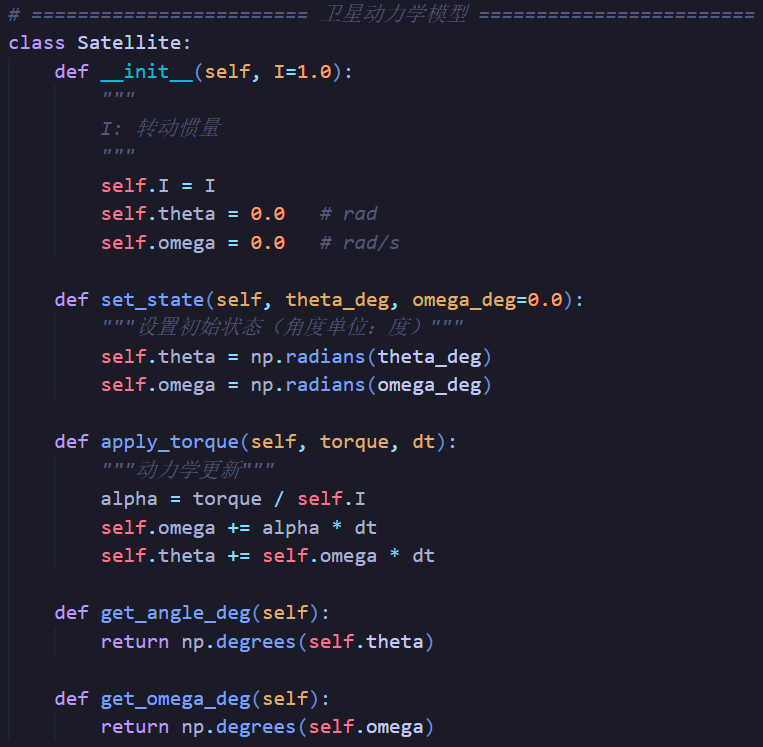 # ======================== 卫星动力学模型 ========================
class Satellite:
    def __init__(self, I=1.0):
        """
        I: 转动惯量
        """
        self.I = I
        self.theta = 0.0   # rad
        self.omega = 0.0   # rad/s

    def set_state(self, theta_deg, omega_deg=0.0):
        """设置初始状态（角度单位：度）"""
        self.theta = np.radians(theta_deg)
        self.omega = np.radians(omega_deg)

    def apply_torque(self, torque, dt):
        """动力学更新"""
        alpha = torque / self.I
        self.omega += alpha * dt
        self.theta += self.omega * dt

    def get_angle_deg(self):
        return np.degrees(self.theta)

    def get_omega_deg(self):
        return np.degrees(self.omega)